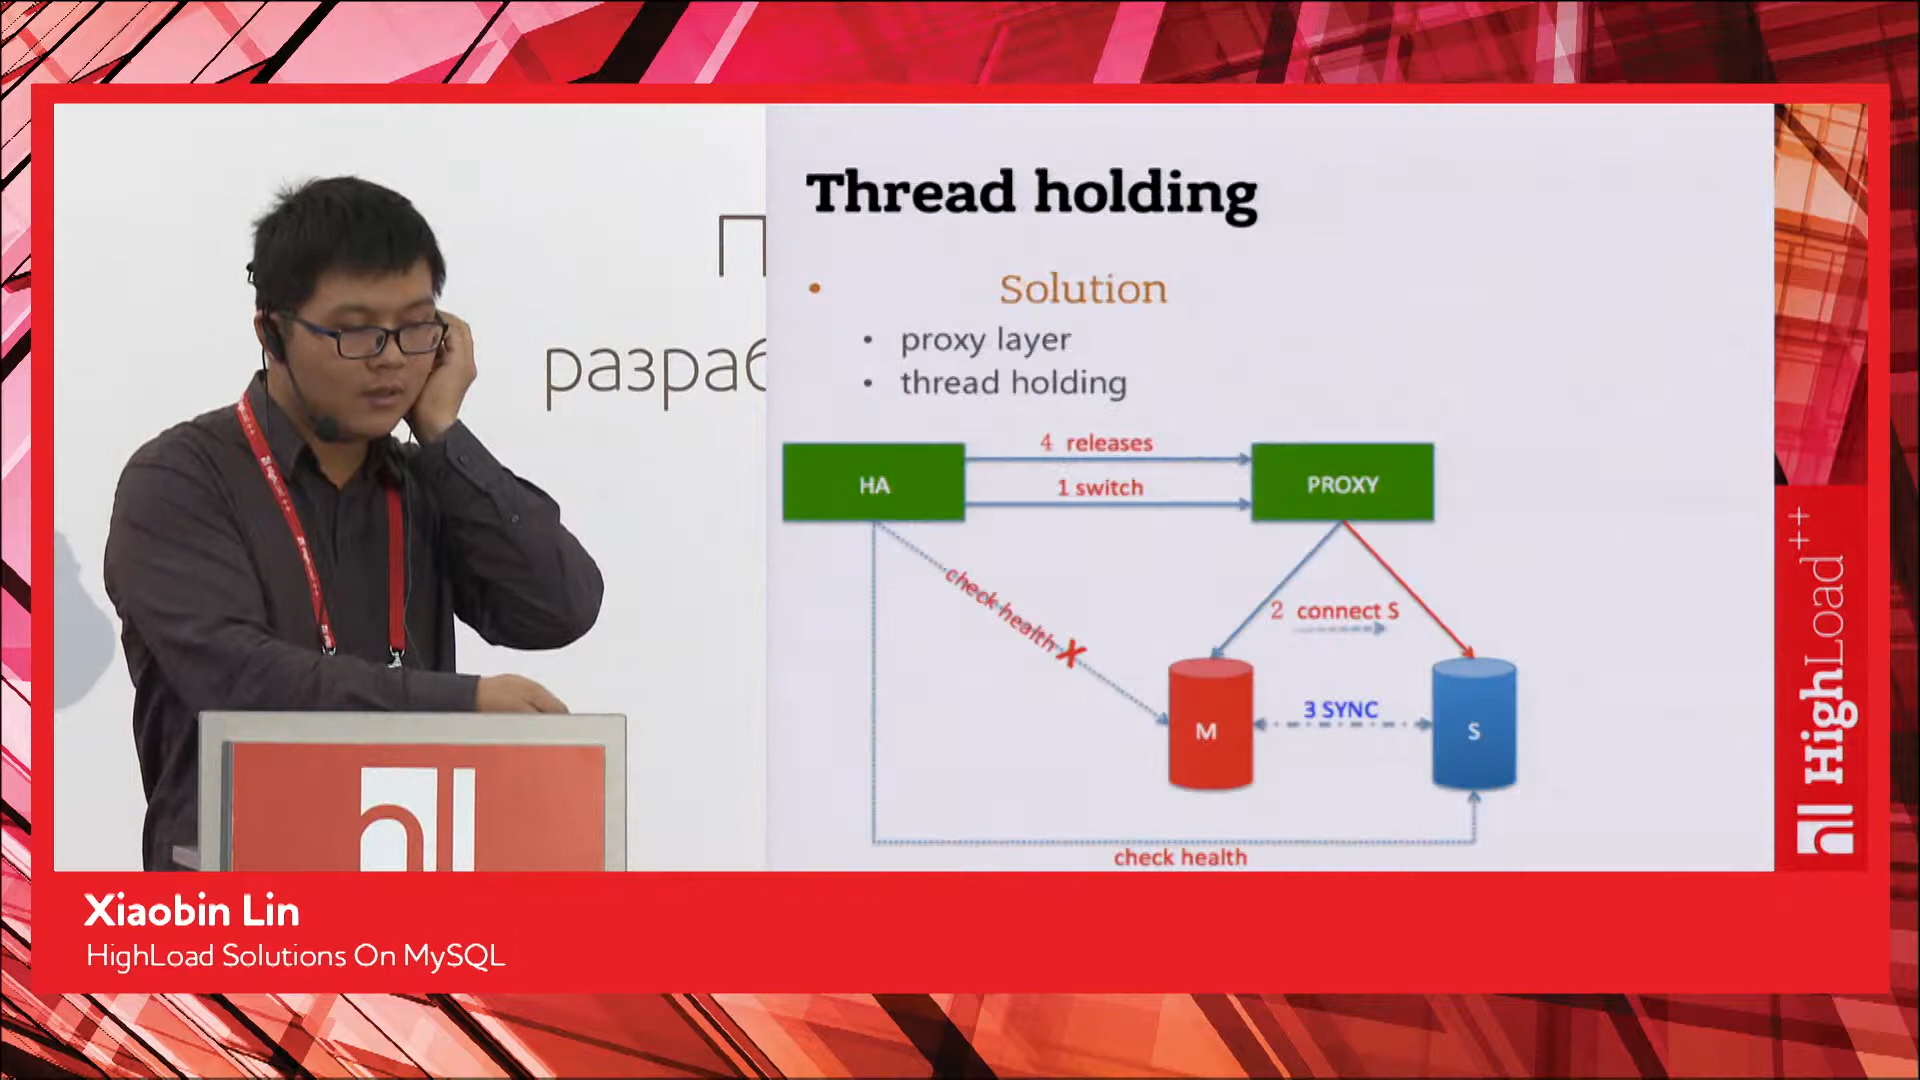 Thread holding
• Solution
• proxy layer
• thread holding
4 releases
HA
PROXY
1 switch
check health X
2 connect S
3 SYNC
M
S
check health
разраб
HighLoad++
Xiaobin Lin
HighLoad Solutions On MySQL